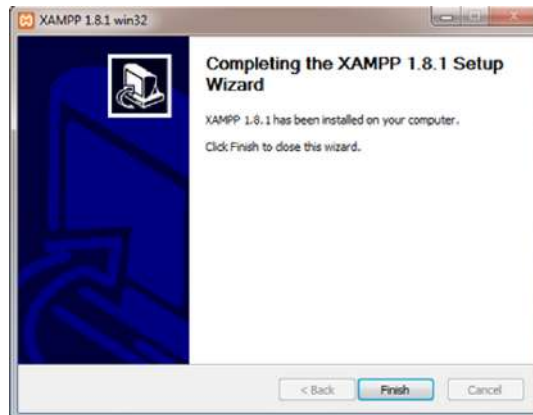 XAMPP 1.8.1 win32
Completing the XAMPP 1.8.1 Setup
Wizard
XAMPP 1.8.1 has been installed on your computer.
Click Finish to close this wizard.
< Back
Finish
Cancel